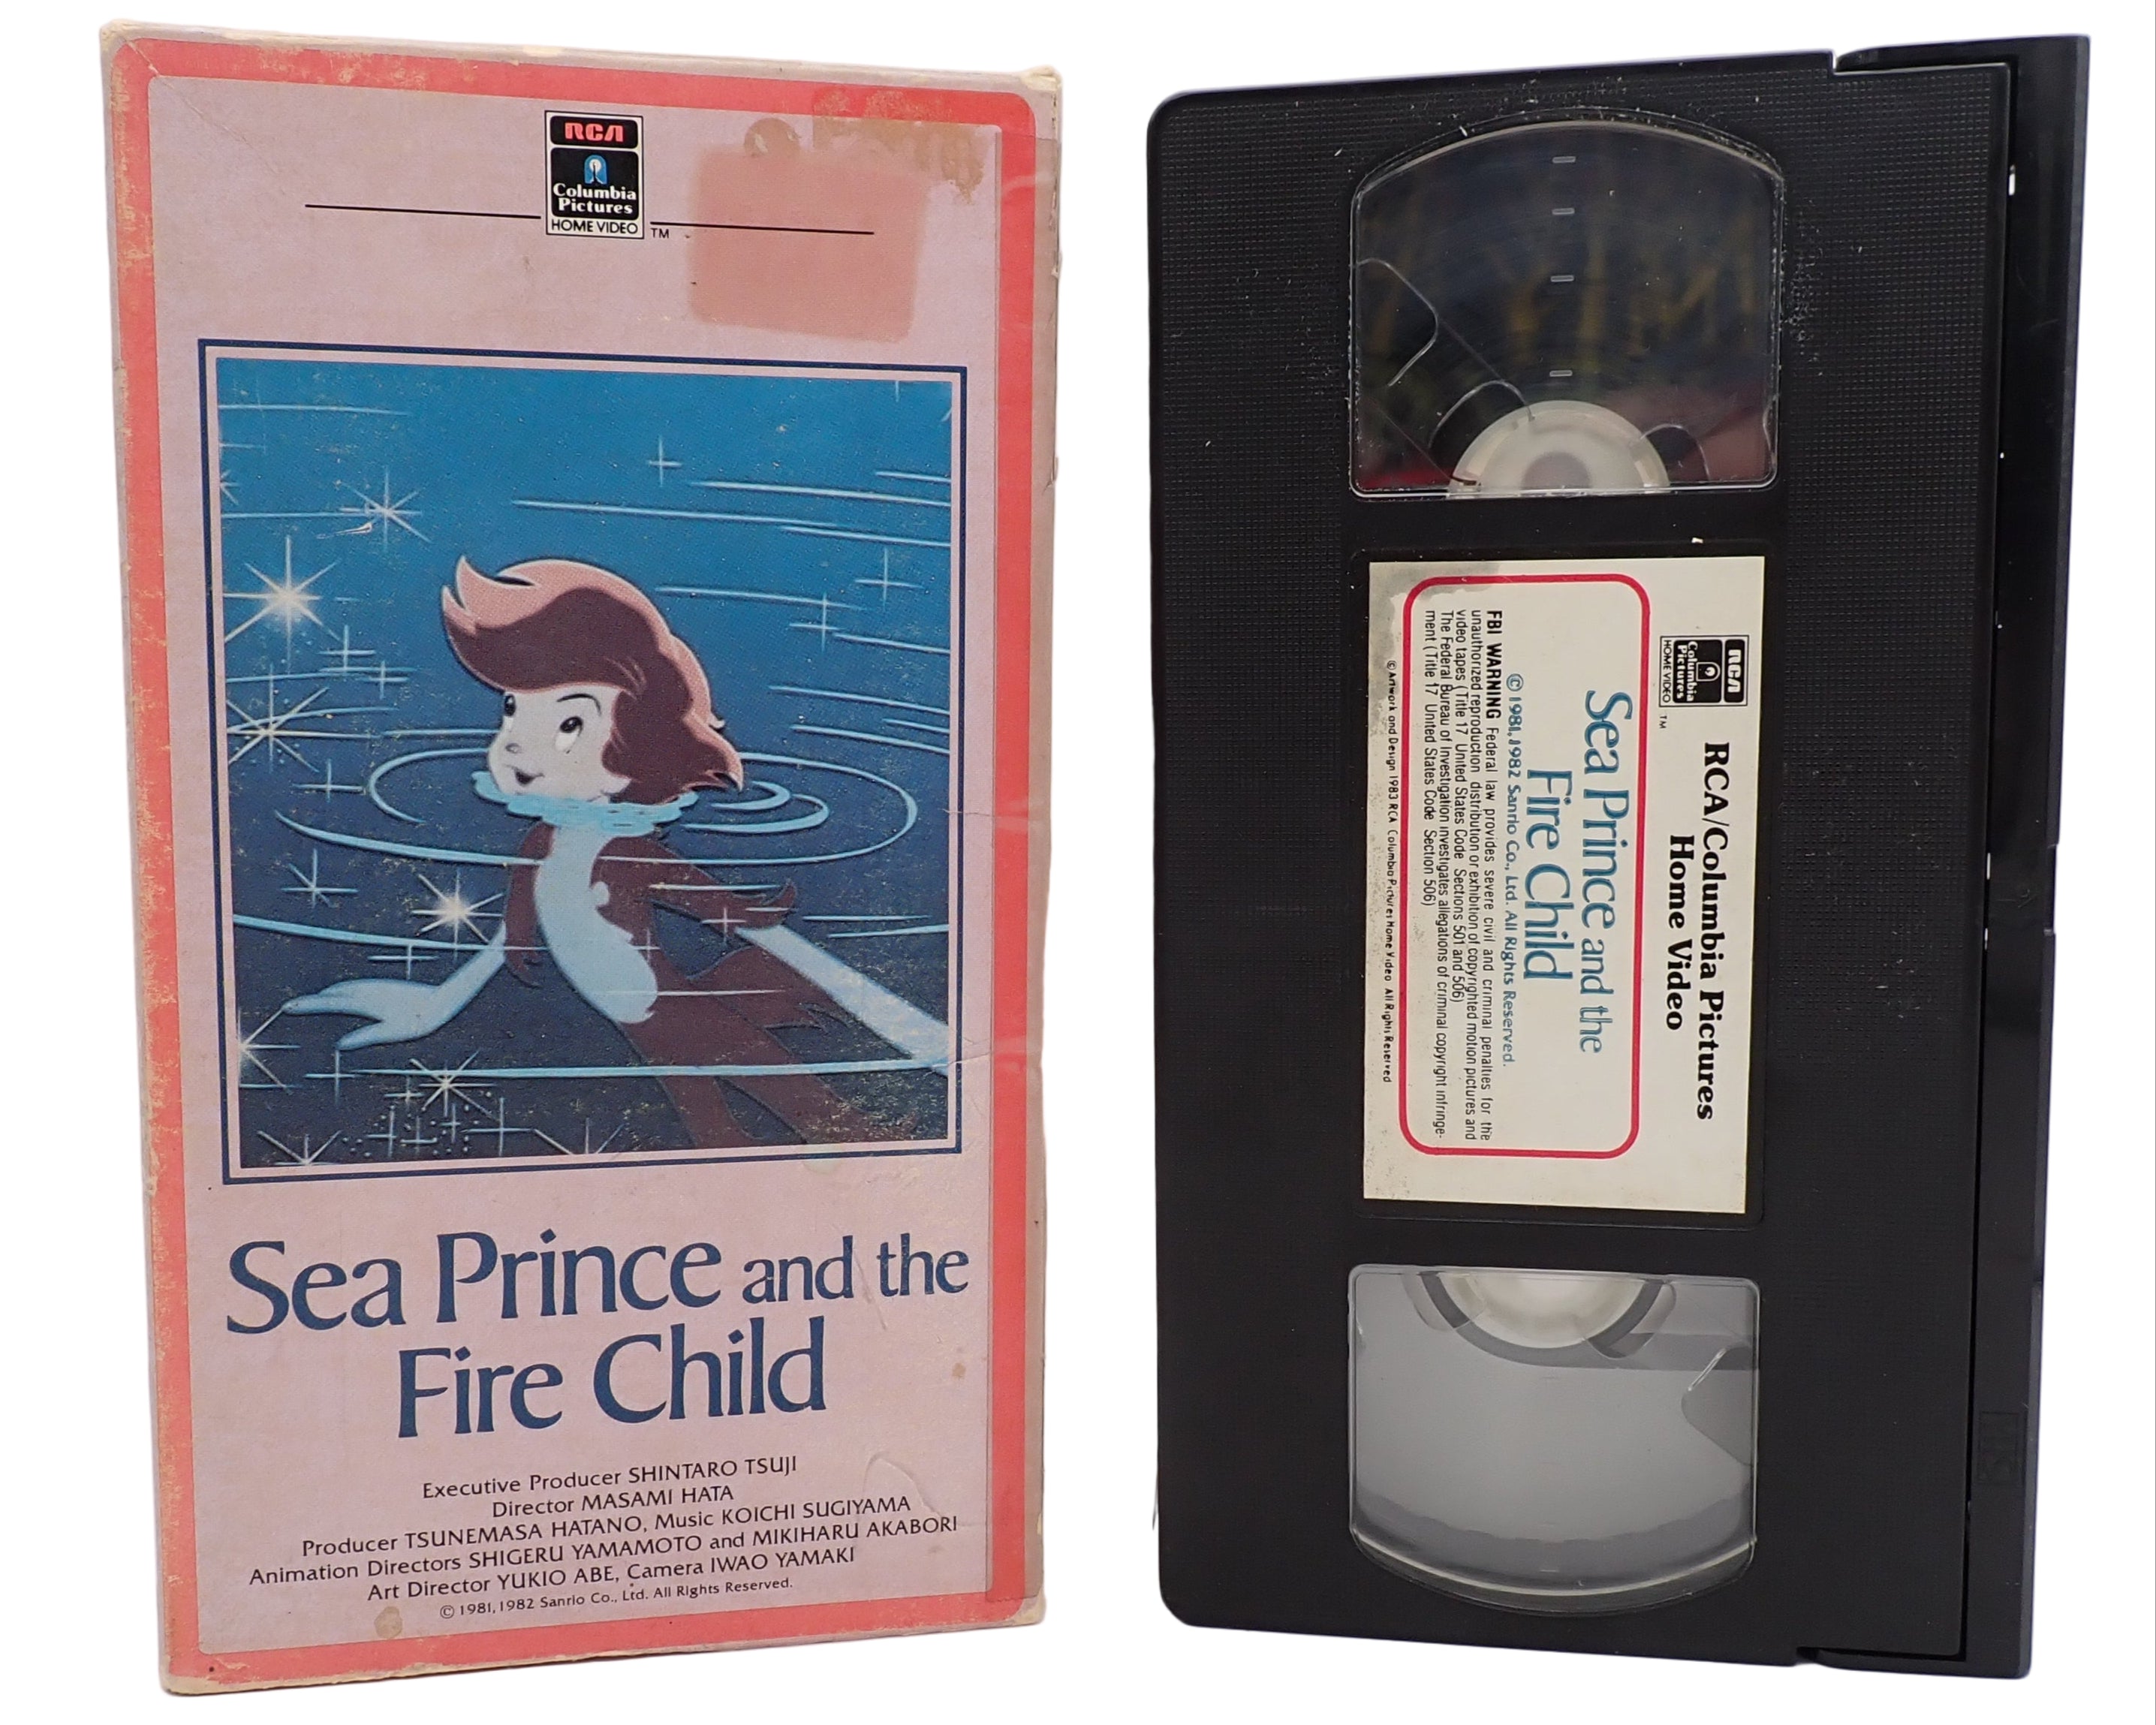 RCA
Columbia
Pictures
HOME VIDEO
TM
Sea Prince and the
Fire Child
Executive Producer SHINTARO TSUJI
Director MASAMI HATA
Producer TSUNEMASA HATANO, Music KOICHI SUGIYAMA
Animation Directors SHIGERU YAMAMOTO and MIKIHARU AKABORI
Art Director YUKIO ABE, Camera IWAO YAMAKI
© 1981, 1982 Sanrio Co., Ltd. All Rights Reserved.
RCA
Columbia
Pictures
HOME VIDEO
TM
RCA/Columbia Pictures
Home Video
Sea Prince and the
Fire Child
© 1981, 1982 Sanrio Co., Ltd. All Rights Reserved.
FBI WARNING Federal law provides severe civil and criminal penalties for the
unauthorized reproduction distribution or exhibition of copyrighted motion pictures and
video tapes (Title 17 United States Code Sections 501 and 506)
The Federal Bureau of Investigation investigates allegations of criminal copyright infringe-
ment (Title 17 United States Code Section 506)
© Artwork and Design 1983 RCA Columbia Pictures Home Video All Rights Reserved